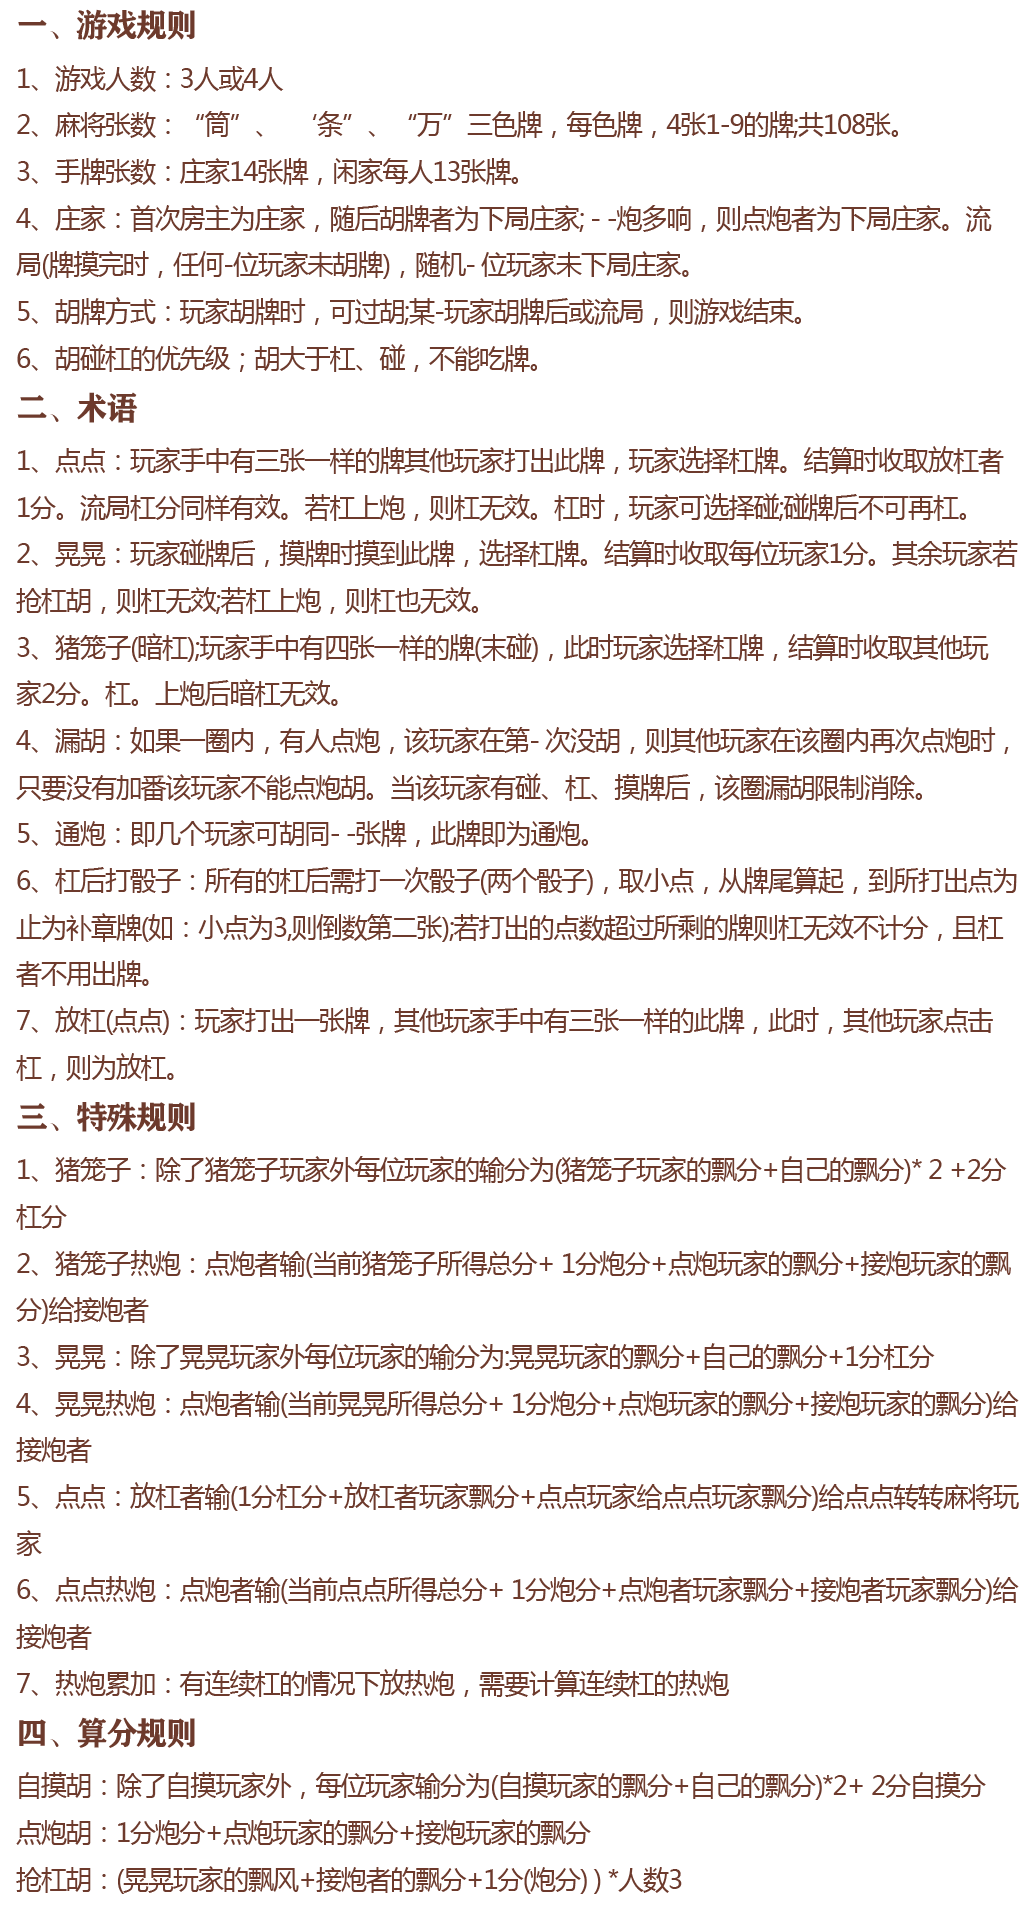 一、游戏规则
1、游戏人数：3人或4人
2、麻将张数：“筒”、 ‘条”、“万”三色牌，每色牌，4张1-9的牌;共108张。
3、手牌张数：庄家14张牌，闲家每人13张牌。
4、庄家：首次房主为庄家，随后胡牌者为下局庄家; - -炮多响，则点炮者为下局庄家。流
局(牌摸完时，任何-位玩家未胡牌)，随机- 位玩家未下局庄家。
5、胡牌方式：玩家胡牌时，可过胡;某-玩家胡牌后或流局，则游戏结束。
6、胡碰杠的优先级；胡大于杠、碰，不能吃牌。
二、术语
1、点点：玩家手中有三张一样的牌其他玩家打出此牌，玩家选择杠牌。结算时收取放杠者
1分。流局杠分同样有效。若杠上炮，则杠无效。杠时，玩家可选择碰;碰牌后不可再杠。
2、晃晃：玩家碰牌后，摸牌时摸到此牌，选择杠牌。结算时收取每位玩家1分。其余玩家若
抢杠胡，则杠无效;若杠上炮，则杠也无效。
3、猪笼子(暗杠);玩家手中有四张一样的牌(末碰)，此时玩家选择杠牌，结算时收取其他玩
家2分。杠。上炮后暗杠无效。
4、漏胡：如果一圈内，有人点炮，该玩家在第- 次没胡，则其他玩家在该圈内再次点炮时，
只要没有加番该玩家不能点炮胡。当该玩家有碰、杠、摸牌后，该圈漏胡限制消除。
5、通炮：即几个玩家可胡同- -张牌，此牌即为通炮。
6、杠后打骰子：所有的杠后需打一次骰子(两个骰子)，取小点，从牌尾算起，到所打出点为
止为补章牌(如：小点为3,则倒数第二张);若打出的点数超过所剩的牌则杠无效不计分，且杠
者不用出牌。
7、放杠(点点)：玩家打出一张牌，其他玩家手中有三张一样的此牌，此时，其他玩家点击
杠，则为放杠。
三、特殊规则
1、猪笼子：除了猪笼子玩家外每位玩家的输分为(猪笼子玩家的飘分+自己的飘分)* 2 +2分
杠分
2、猪笼子热炮：点炮者输(当前猪笼子所得总分+ 1分炮分+点炮玩家的飘分+接炮玩家的飘
分)给接炮者
3、晃晃：除了晃晃玩家外每位玩家的输分为:晃晃玩家的飘分+自己的飘分+1分杠分
4、晃晃热炮：点炮者输(当前晃晃所得总分+ 1分炮分+点炮玩家的飘分+接炮玩家的飘分)给
接炮者
5、点点：放杠者输(1分杠分+放杠者玩家飘分+点点玩家给点点玩家飘分)给点点转转麻将玩
家
6、点点热炮：点炮者输(当前点点所得总分+ 1分炮分+点炮者玩家飘分+接炮者玩家飘分)给
接炮者
7、热炮累加：有连续杠的情况下放热炮，需要计算连续杠的热炮
四、算分规则
自摸胡：除了自摸玩家外，每位玩家输分为(自摸玩家的飘分+自己的飘分)*2+ 2分自摸分
点炮胡：1分炮分+点炮玩家的飘分+接炮玩家的飘分
抢杠胡：(晃晃玩家的飘风+接炮者的飘分+1分(炮分) ) *人数3